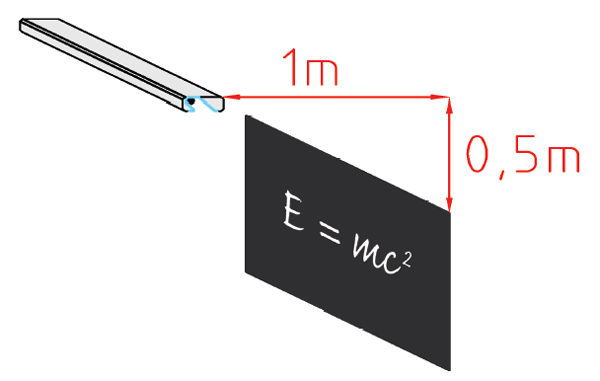 1m
0,5m
E = mc²